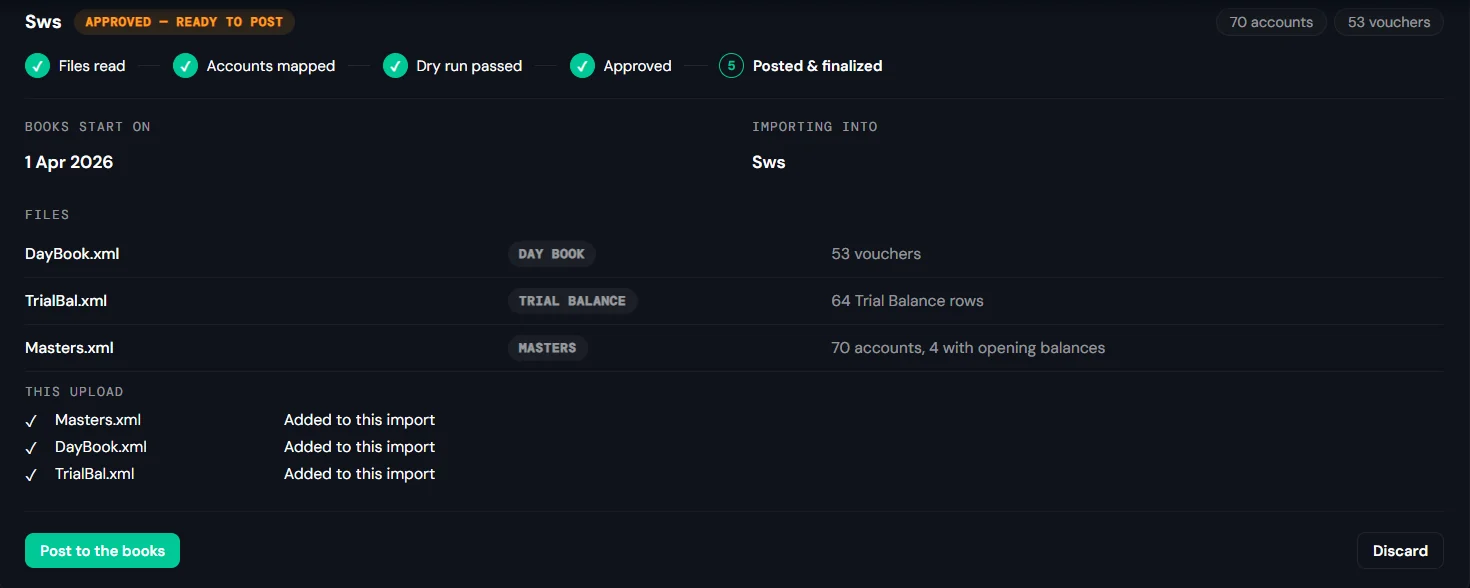 Sws APPROVED — READY TO POST 70 accounts 53 vouchers
✓ Files read ✓ Accounts mapped ✓ Dry run passed ✓ Approved 5 Posted & finalized
BOOKS START ON IMPORTING INTO
1 Apr 2026 Sws
FILES
DayBook.xml DAY BOOK 53 vouchers
TrialBal.xml TRIAL BALANCE 64 Trial Balance rows
Masters.xml MASTERS 70 accounts, 4 with opening balances
THIS UPLOAD
✓ Masters.xml Added to this import
✓ DayBook.xml Added to this import
✓ TrialBal.xml Added to this import
Post to the books Discard